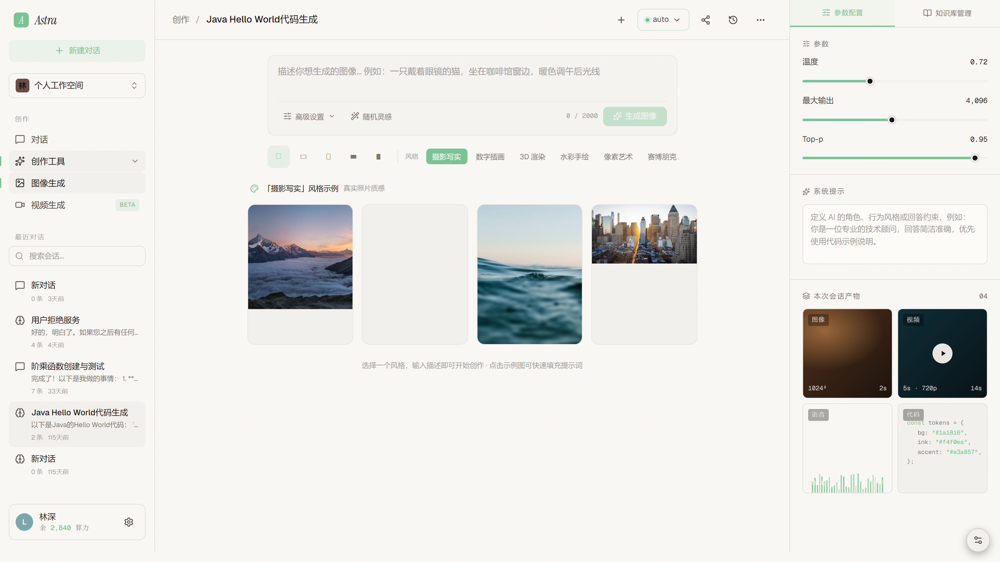 A Astra
新建对话
林 个人工作空间
创作
对话
创作工具
图像生成
视频生成 BETA
最近对话
搜索会话...
新对话
0 条 3天前
用户拒绝服务
好的，明白了。如果您之后有任何...
4 条 4天前
阶乘函数创建与测试
完成了！以下是我做的事情： 1. **...
7 条 33天前
Java Hello World代码生成
以下是Java的Hello World代码： `...
2 条 115天前
新对话
0 条 115天前
L 林深
余 2,840 算力
创作 / Java Hello World代码生成
auto
描述你想生成的图像... 例如：一只戴着眼镜的猫，坐在咖啡馆窗边，暖色调午后光线
高级设置 随机灵感 0 / 2000 生成图像
风格 摄影写实 数字插画 3D 渲染 水彩手绘 像素艺术 赛博朋克
「摄影写实」风格示例 真实照片质感
选择一个风格，输入描述即可开始创作 · 点击示例图可快速填充提示词
参数配置 知识库管理
参数
温度 0.72
最大输出 4,096
Top-p 0.95
系统提示
定义 AI 的角色、行为风格或回答约束，例如：
你是一位专业的技术顾问，回答简洁准确，优先
使用代码示例说明。
本次会话产物 04
图像
1024² 2s
视频
5s · 720p 14s
语音
代码
const tokens = {
bg: "#1a1816",
ink: "#f4f0ea",
accent: "#e3a857",
};